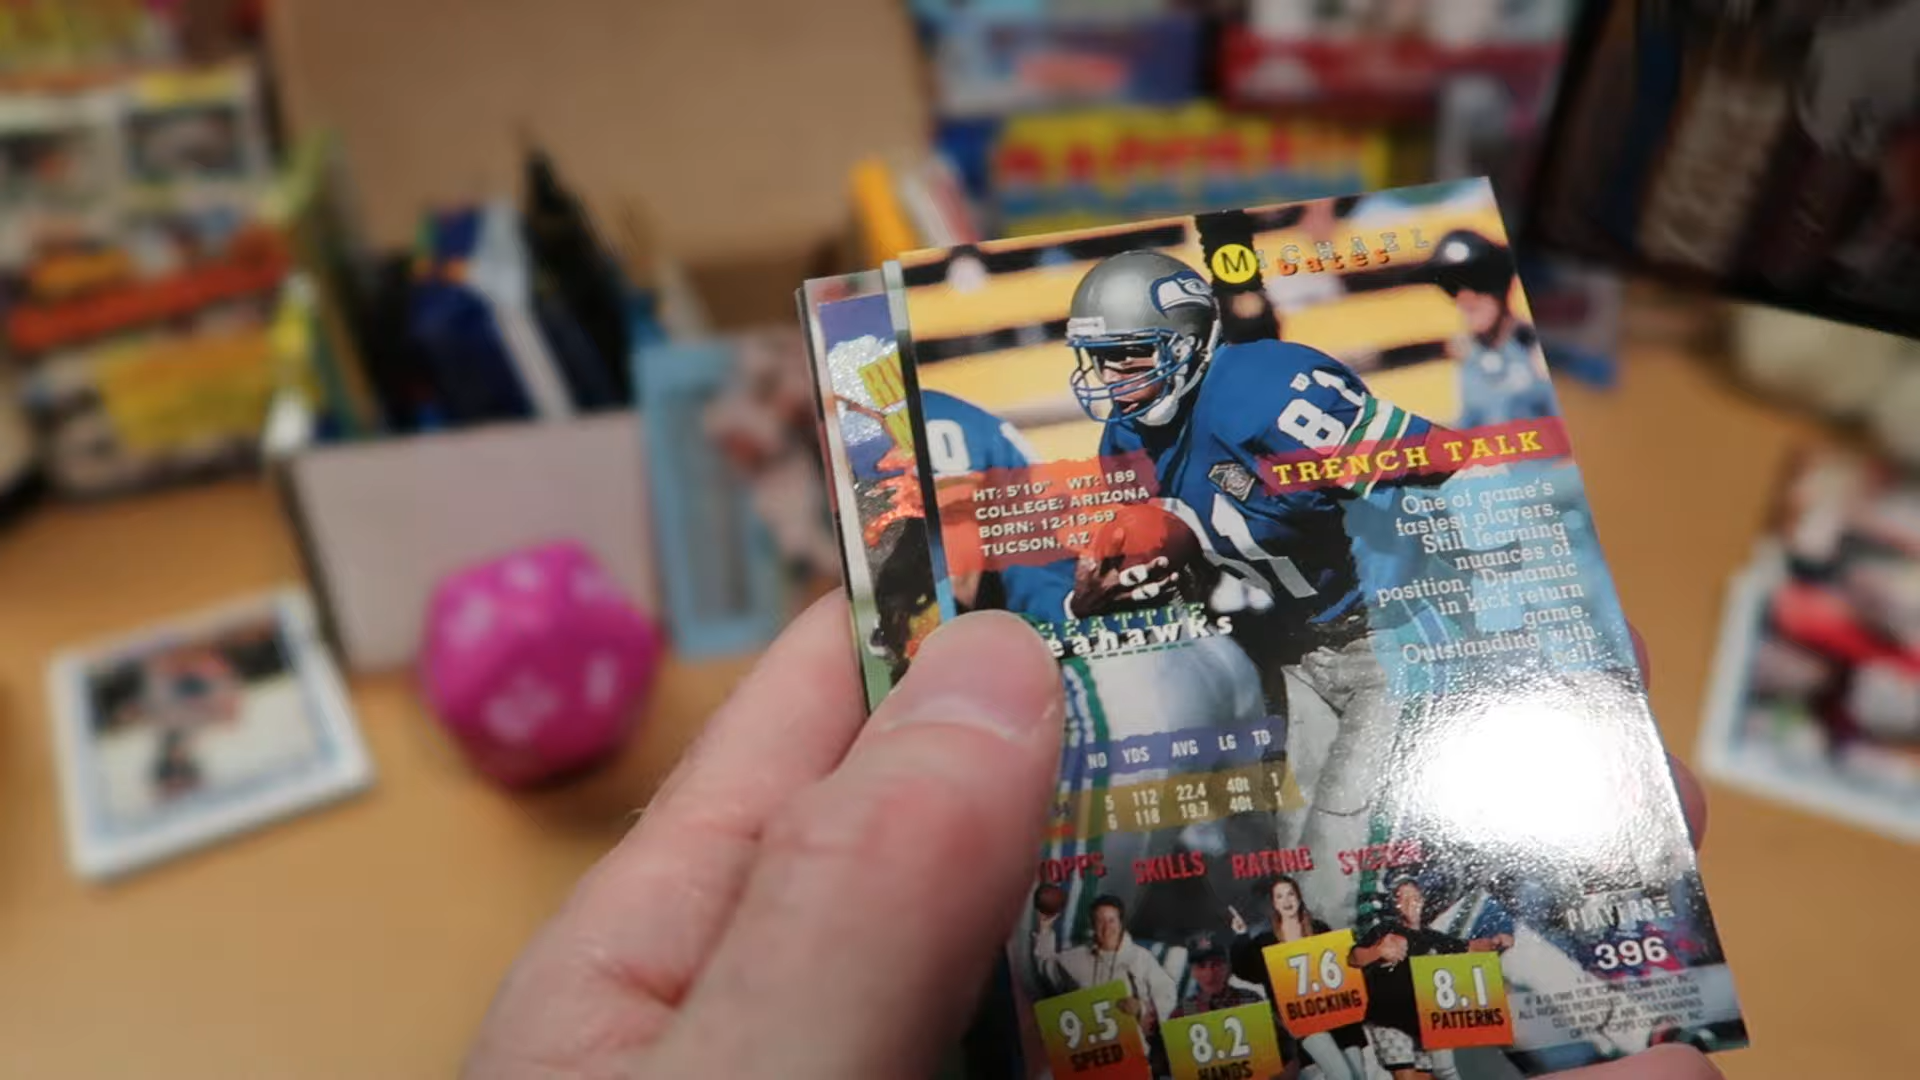 MICHAEL
bates
81
TRENCH TALK
HT: 5'10" WT: 189
COLLEGE: ARIZONA
BORN: 12-19-69
TUCSON, AZ
One of game's
fastest players.
Still learning
nuances of
position. Dynamic
in kick return
game.
Outstanding with
ball.
SEATTLE
eahawks
NO YDS AVG LG TD
5 112 22.4 40t 1
6 118 19.7 40t 1
TOPPS SKILLS RATING SYSTEM
PLAYERS
396
9.5
SPEED
8.2
HANDS
7.6
BLOCKING
8.1
PATTERNS